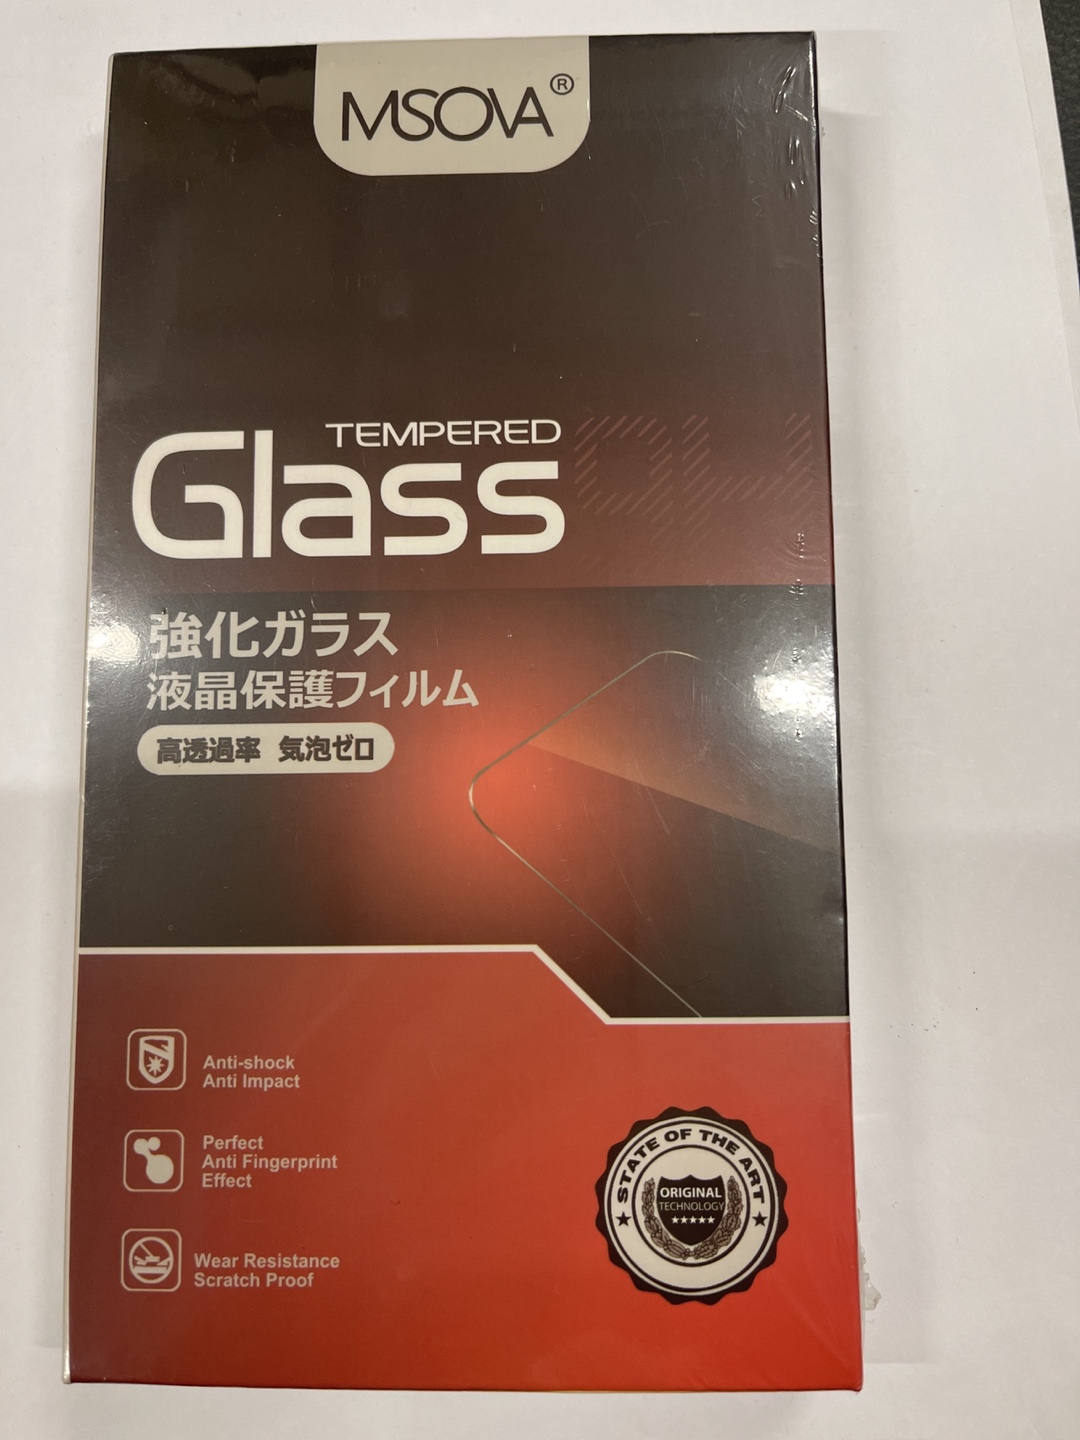 MSOVA®
TEMPERED
Glass
9H
強化ガラス
液晶保護フィルム
高透過率 気泡ゼロ
Anti-shock
Anti Impact
Perfect
Anti Fingerprint
Effect
Wear Resistance
Scratch Proof
STATE OF THE ART
ORIGINAL
TECHNOLOGY